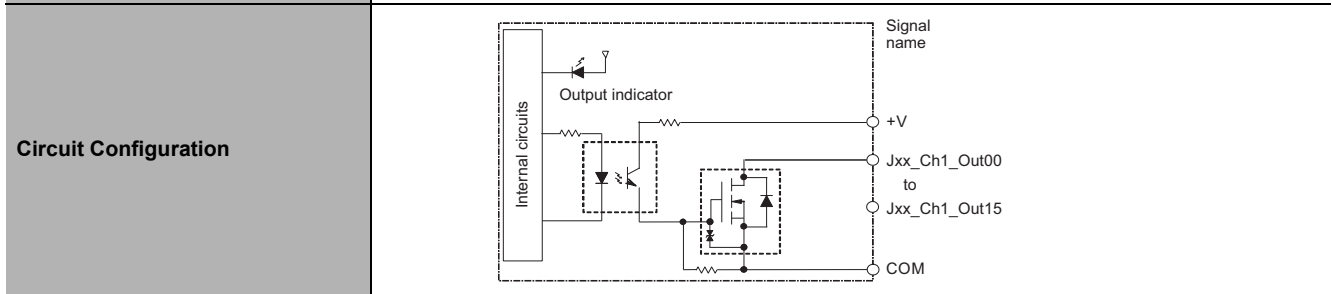 Circuit Configuration
Internal circuits
Output indicator
Signal
name
+V
Jxx_Ch1_Out00
to
Jxx_Ch1_Out15
COM